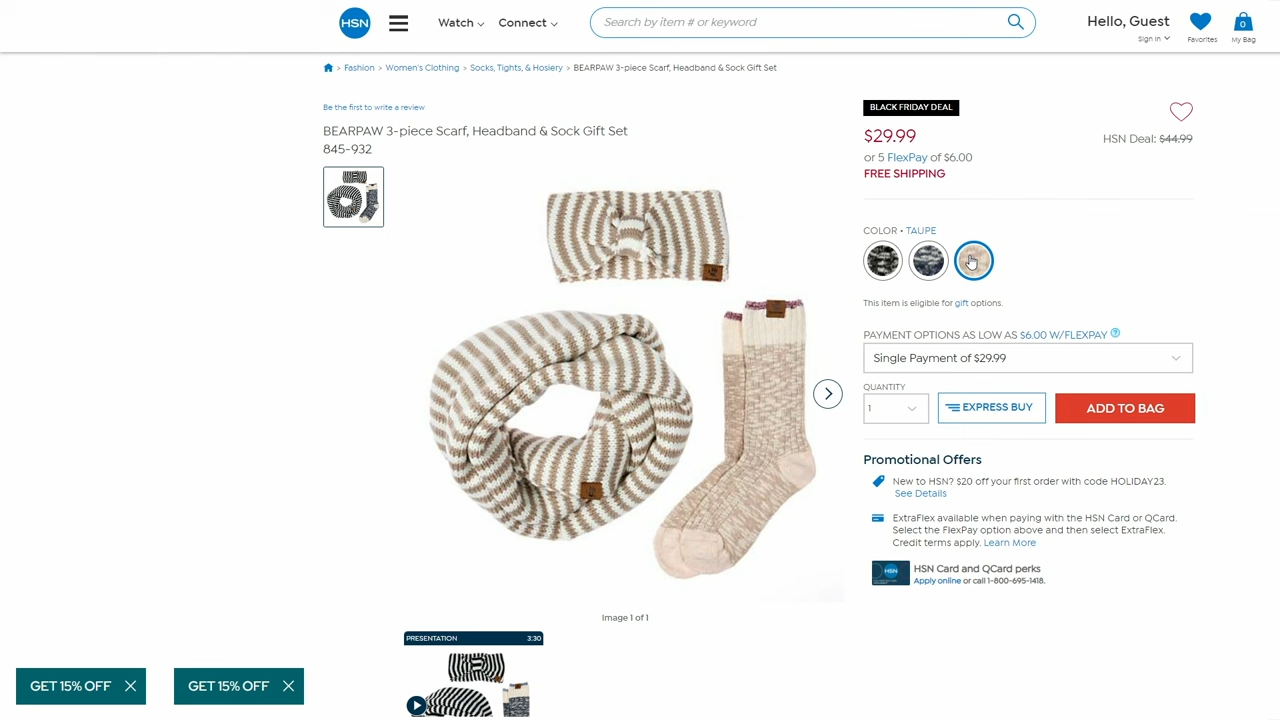 HSN
Watch
Connect
Search by item # or keyword
Hello, Guest
Sign In
Favorites
0
My Bag
> Fashion > Women's Clothing > Socks, Tights, & Hosiery > BEARPAW 3-piece Scarf, Headband & Sock Gift Set
Be the first to write a review
BEARPAW 3-piece Scarf, Headband & Sock Gift Set
845-932
BLACK FRIDAY DEAL
$29.99
HSN Deal: $44.99
or 5 FlexPay of $6.00
FREE SHIPPING
COLOR • TAUPE
This item is eligible for gift options.
PAYMENT OPTIONS AS LOW AS $6.00 W/FLEXPAY ?
Single Payment of $29.99
QUANTITY
1
EXPRESS BUY
ADD TO BAG
Promotional Offers
New to HSN? $20 off your first order with code HOLIDAY23.
See Details
ExtraFlex available when paying with the HSN Card or QCard.
Select the FlexPay option above and then select ExtraFlex.
Credit terms apply. Learn More
HSN
HSN Card and QCard perks
Apply online or call 1-800-695-1418.
Image 1 of 1
PRESENTATION 3:30
GET 15% OFF
GET 15% OFF